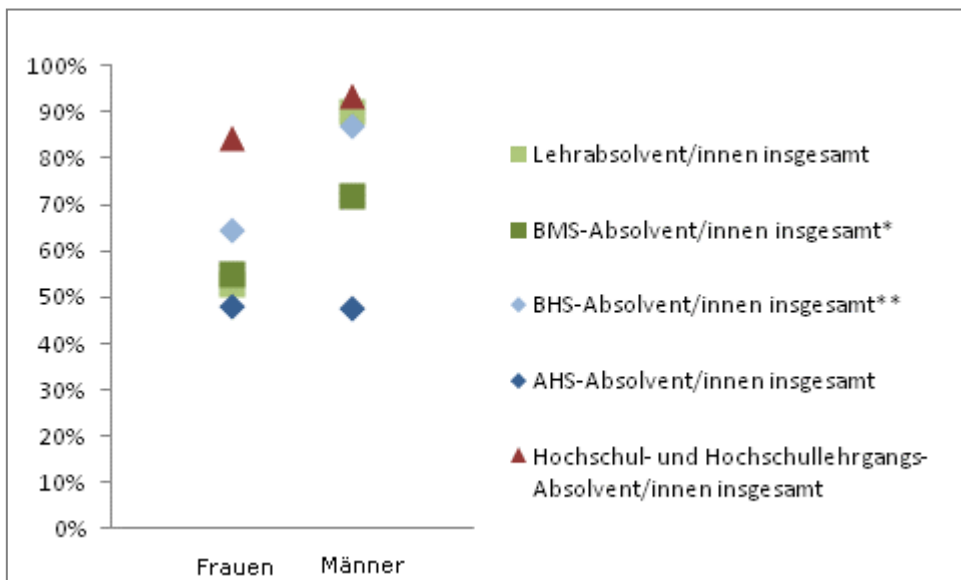 100%
90%
80%
70%
60%
50%
40%
30%
20%
10%
0%
Frauen Männer
Lehrabsolvent/innen insgesamt
BMS-Absolvent/innen insgesamt*
BHS-Absolvent/innen insgesamt**
AHS-Absolvent/innen insgesamt
Hochschul- und Hochschullehrgangs-
Absolvent/innen insgesamt